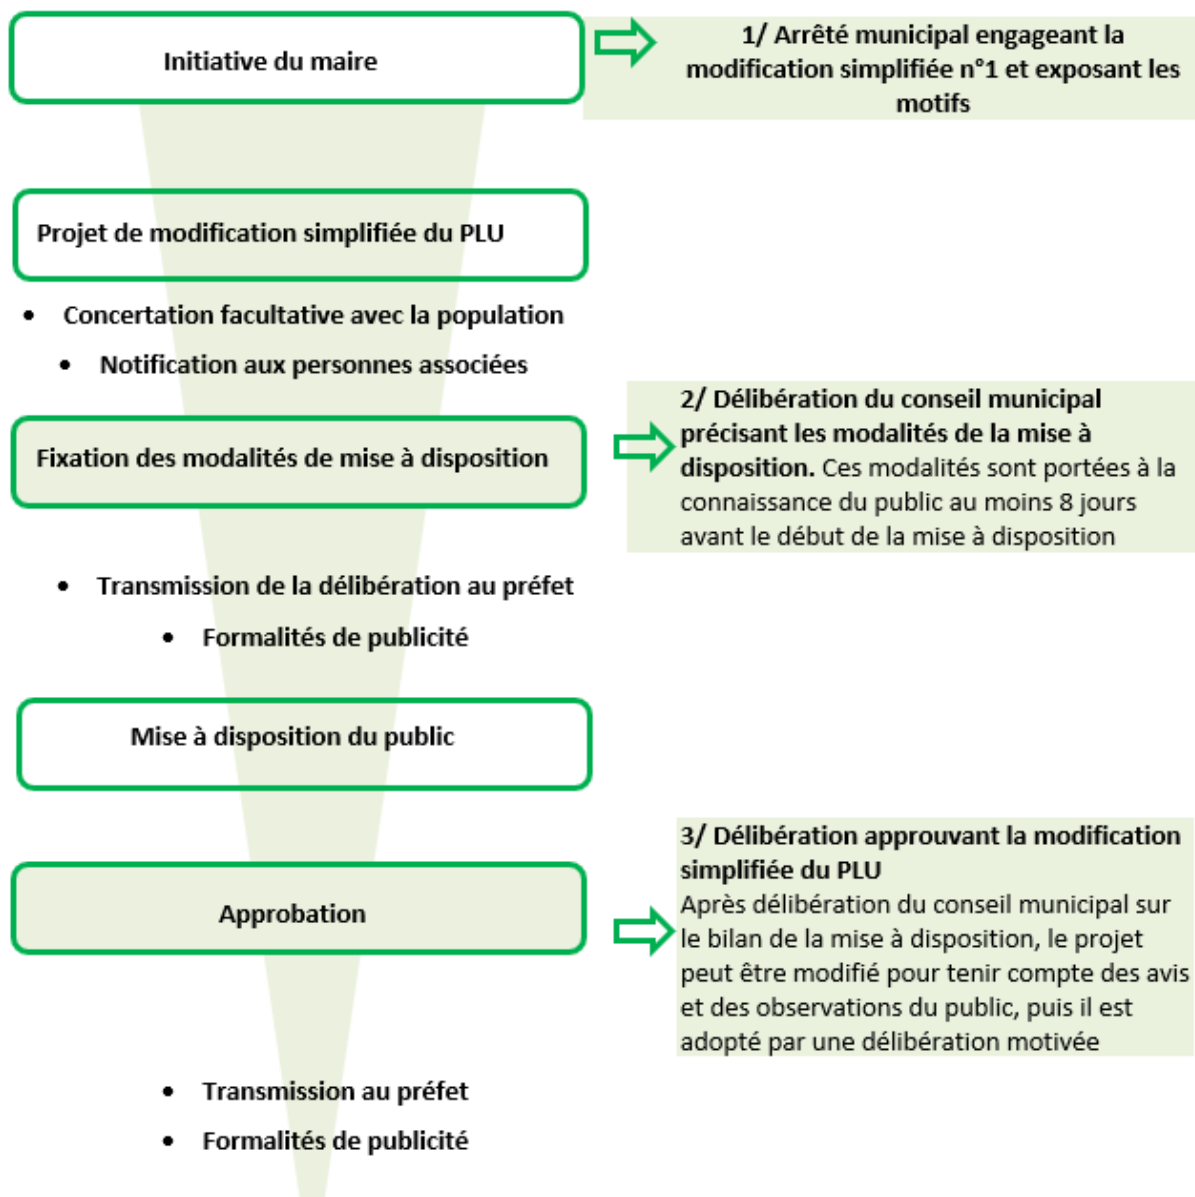 Initiative du maire
1/ Arrêté municipal engageant la
modification simplifiée n°1 et exposant les
motifs
Projet de modification simplifiée du PLU
• Concertation facultative avec la population
• Notification aux personnes associées
Fixation des modalités de mise à disposition
2/ Délibération du conseil municipal
précisant les modalités de la mise à
disposition. Ces modalités sont portées à la
connaissance du public au moins 8 jours
avant le début de la mise à disposition
• Transmission de la délibération au préfet
• Formalités de publicité
Mise à disposition du public
Approbation
3/ Délibération approuvant la modification
simplifiée du PLU
Après délibération du conseil municipal sur
le bilan de la mise à disposition, le projet
peut être modifié pour tenir compte des avis
et des observations du public, puis il est
adopté par une délibération motivée
• Transmission au préfet
• Formalités de publicité